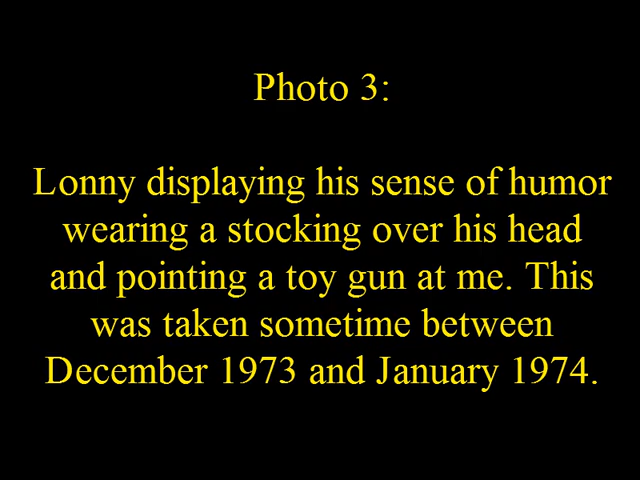 Photo 3:
Lonny displaying his sense of humor
wearing a stocking over his head
and pointing a toy gun at me. This
was taken sometime between
December 1973 and January 1974.